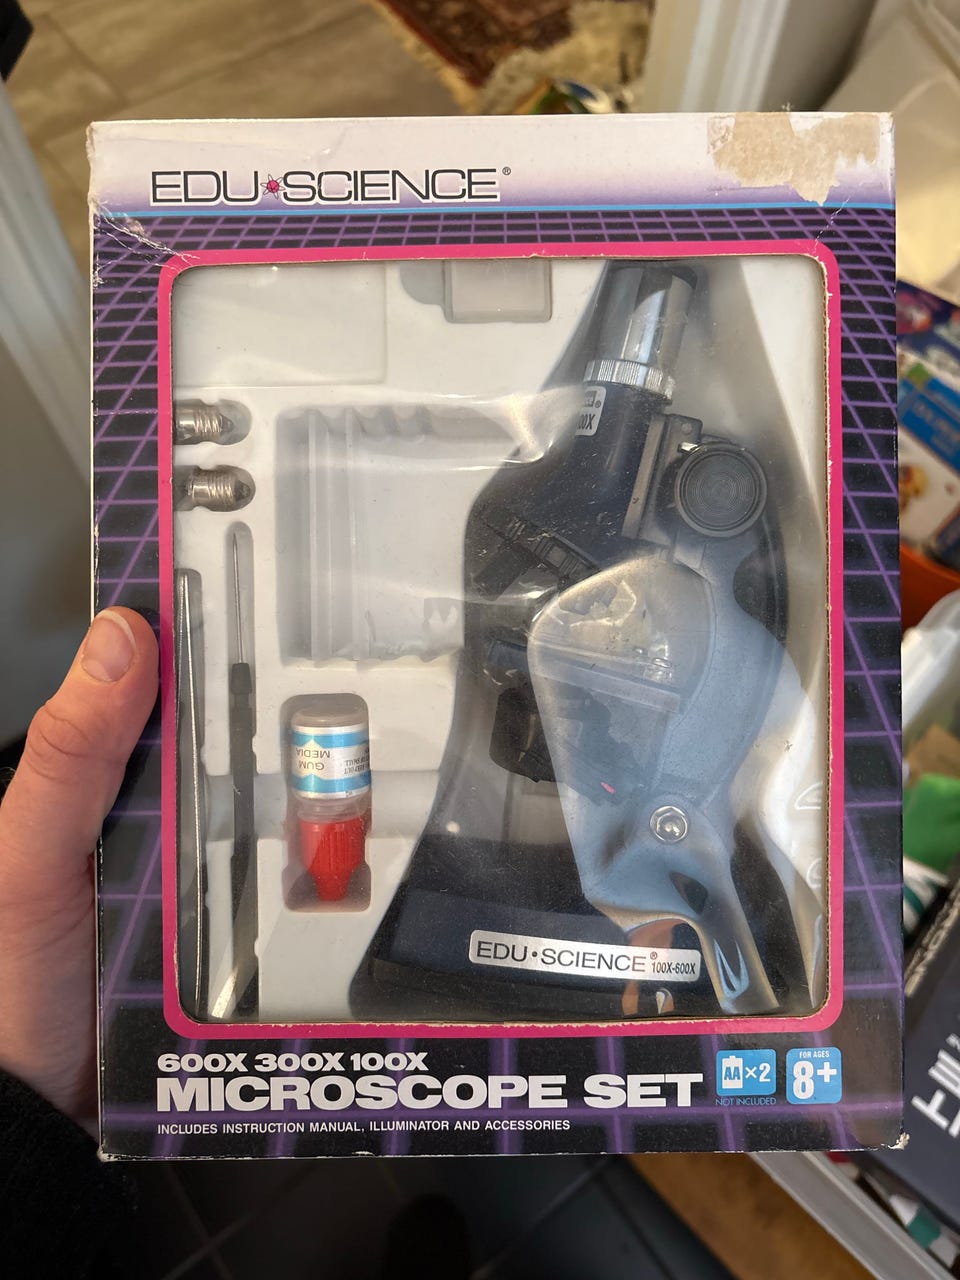 EDU SCIENCE®
00X
GUM
MEDIA
EDU•SCIENCE® 100X-600X
600X 300X 100X
MICROSCOPE SET
INCLUDES INSTRUCTION MANUAL, ILLUMINATOR AND ACCESSORIES
AA ×2
NOT INCLUDED
FOR AGES
8+